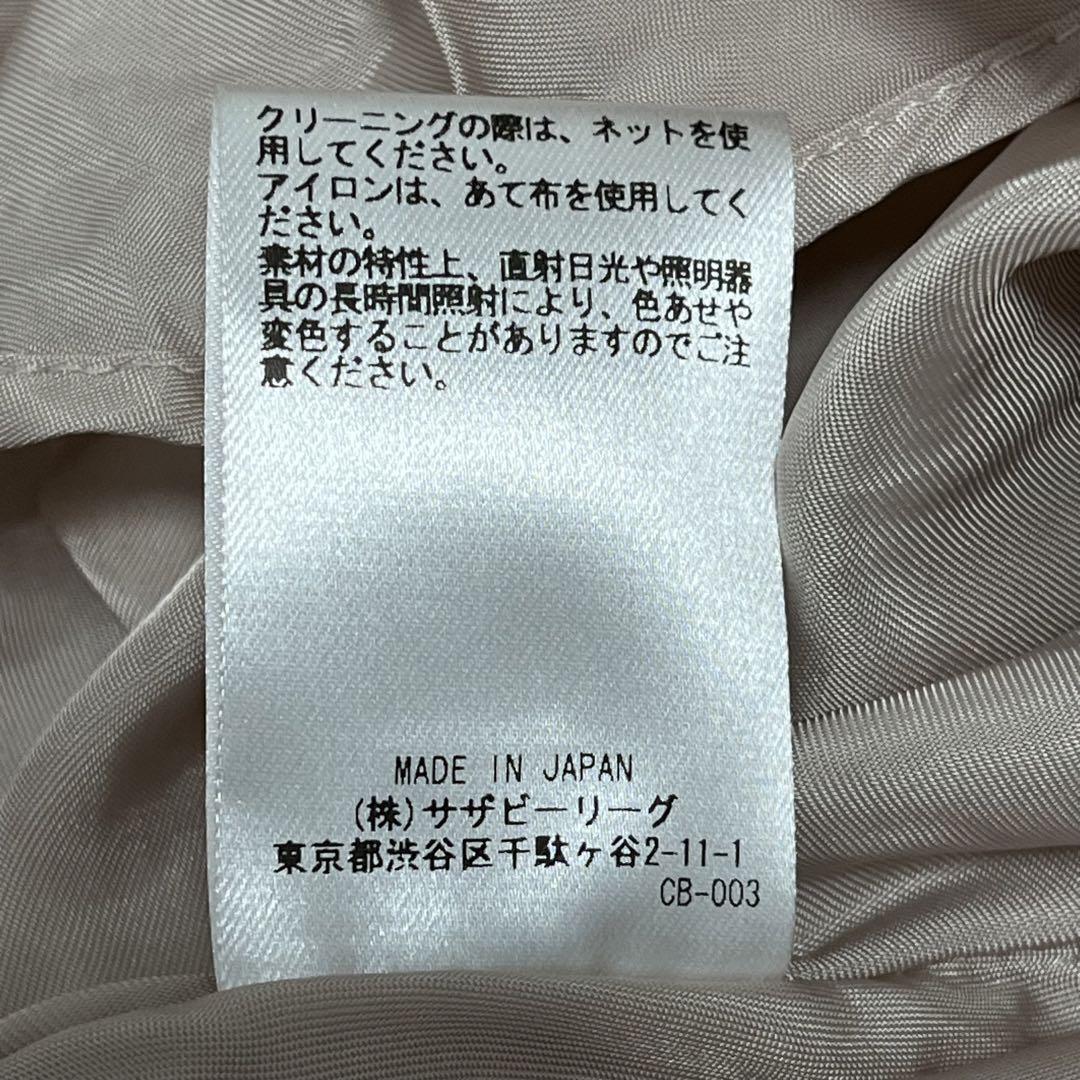 クリーニングの際は、ネットを使
用してください。
アイロンは、あて布を使用してく
ださい。
素材の特性上、直射日光や照明器
具の長時間照射により、色あせや
変色することがありますのでご注
意ください。
MADE IN JAPAN
(株)サザビーリーグ
東京都渋谷区千駄ヶ谷2-11-1
CB-003